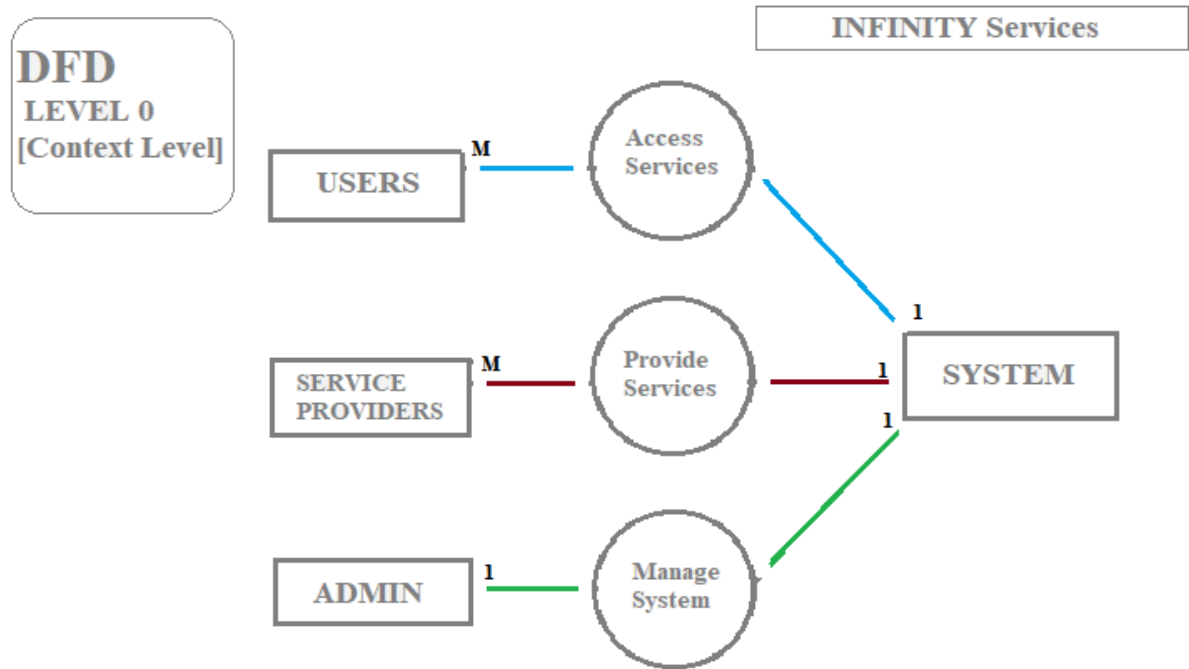 DFD
LEVEL 0
[Context Level]
INFINITY Services
USERS
M
Access
Services
1
SERVICE
PROVIDERS
M
Provide
Services
1
SYSTEM
1
ADMIN
1
Manage
System